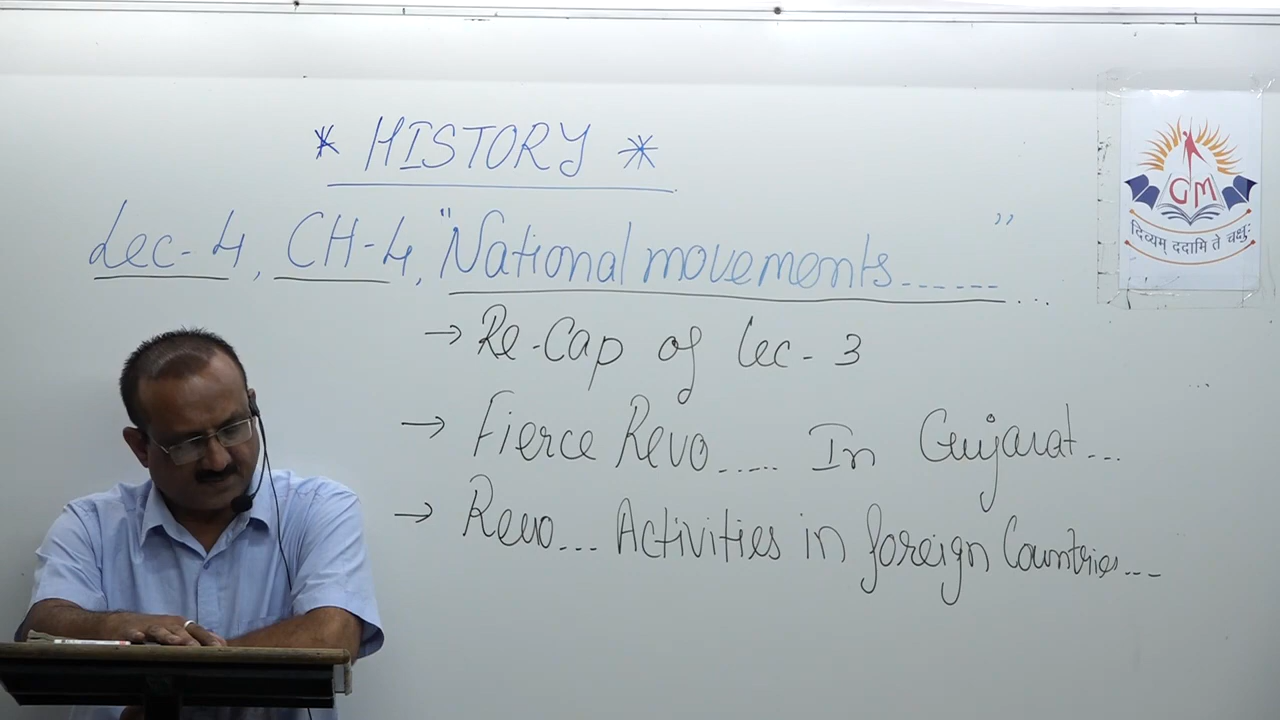 * HISTORY *
Lec-4, CH-4, "National movements......."...
→ Re-Cap of Lec-3
→ Fierce Revo..... In Gujarat...
→ Revo... Activities in foreign Countries...
GM
दिव्यम् ददामि ते चक्षुः